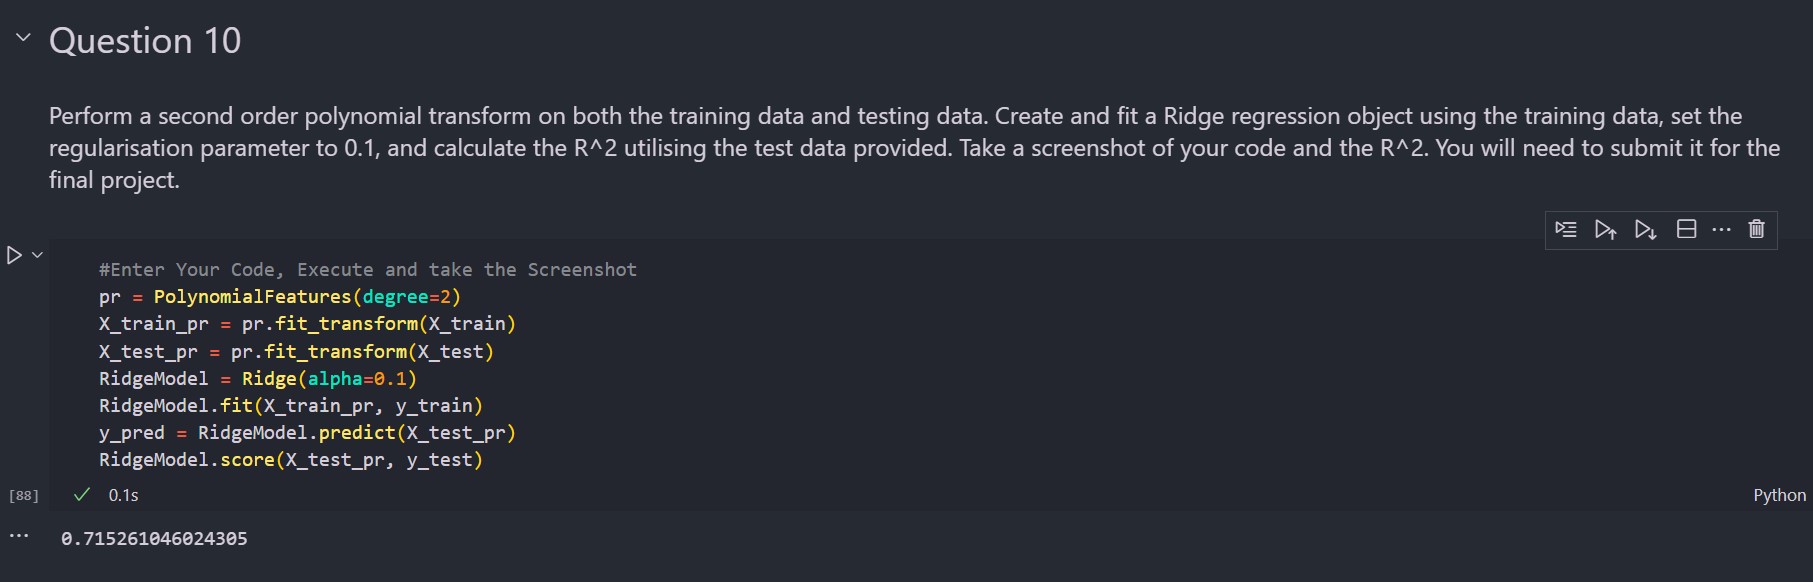 Question 10
Perform a second order polynomial transform on both the training data and testing data. Create and fit a Ridge regression object using the training data, set the
regularisation parameter to 0.1, and calculate the R^2 utilising the test data provided. Take a screenshot of your code and the R^2. You will need to submit it for the
final project.
#Enter Your Code, Execute and take the Screenshot
pr = PolynomialFeatures(degree=2)
X_train_pr = pr.fit_transform(X_train)
X_test_pr = pr.fit_transform(X_test)
RidgeModel = Ridge(alpha=0.1)
RidgeModel.fit(X_train_pr, y_train)
y_pred = RidgeModel.predict(X_test_pr)
RidgeModel.score(X_test_pr, y_test)
[88] 0.1s Python
0.715261046024305